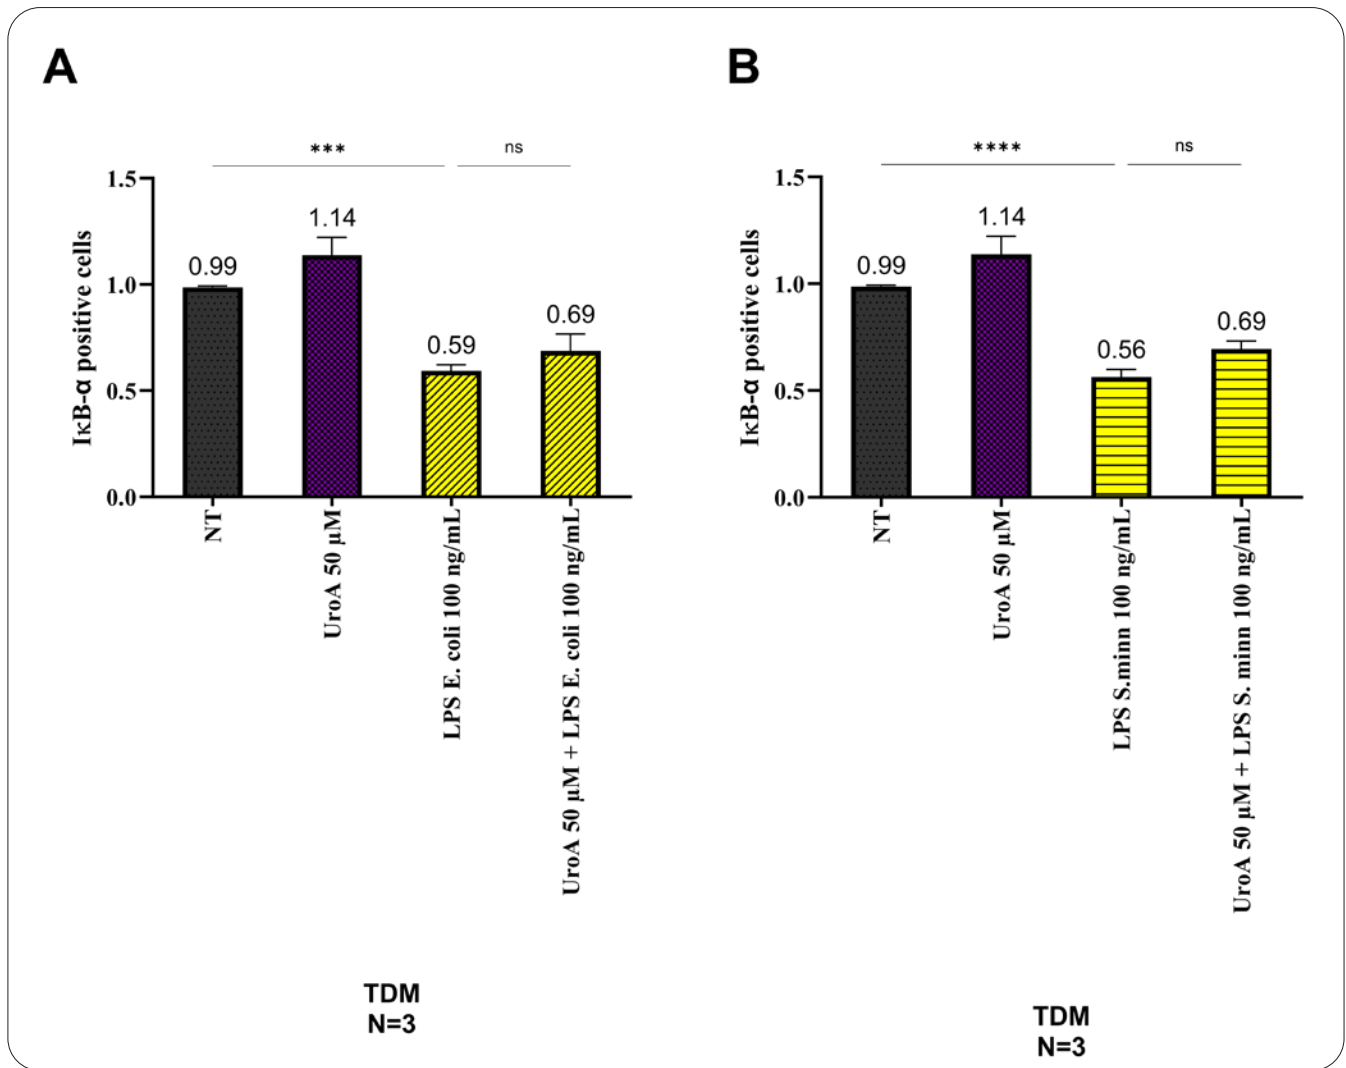 A
***
ns
1.5
1.0
0.5
0.0
IκB-α positive cells
0.99
1.14
0.59
0.69
NT
UroA 50 μM
LPS E. coli 100 ng/mL
UroA 50 μM + LPS E. coli 100 ng/mL
TDM
N=3
B
****
ns
1.5
1.0
0.5
0.0
IκB-α positive cells
0.99
1.14
0.56
0.69
NT
UroA 50 μM
LPS S.minn 100 ng/mL
UroA 50 μM + LPS S. minn 100 ng/mL
TDM
N=3